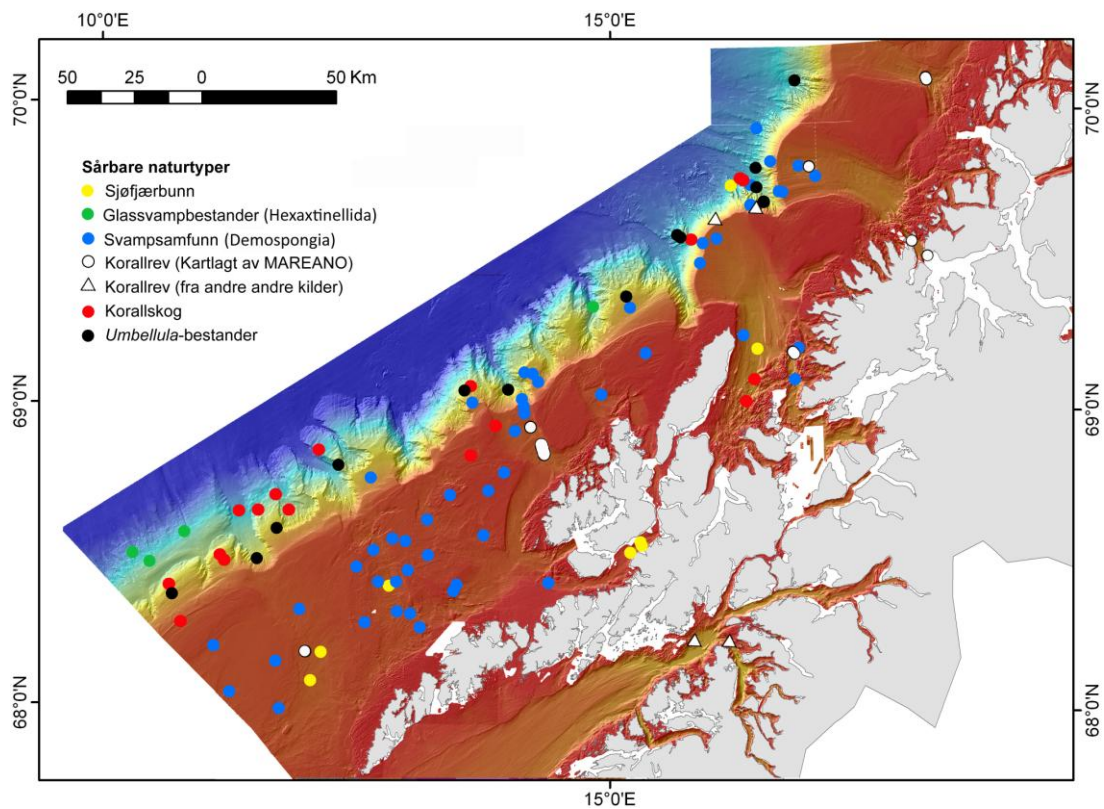 10°0'E 15°0'E
50 25 0 50 Km
70°0'N 70°0'N
Sårbare naturtyper
Sjøfjærbunn
Glassvampbestander (Hexaxtinellida)
Svampsamfunn (Demospongia)
Korallrev (Kartlagt av MAREANO)
Korallrev (fra andre andre kilder)
Korallskog
Umbellula-bestander
69°0'N 69°0'N
68°0'N 68°0'N
15°0'E